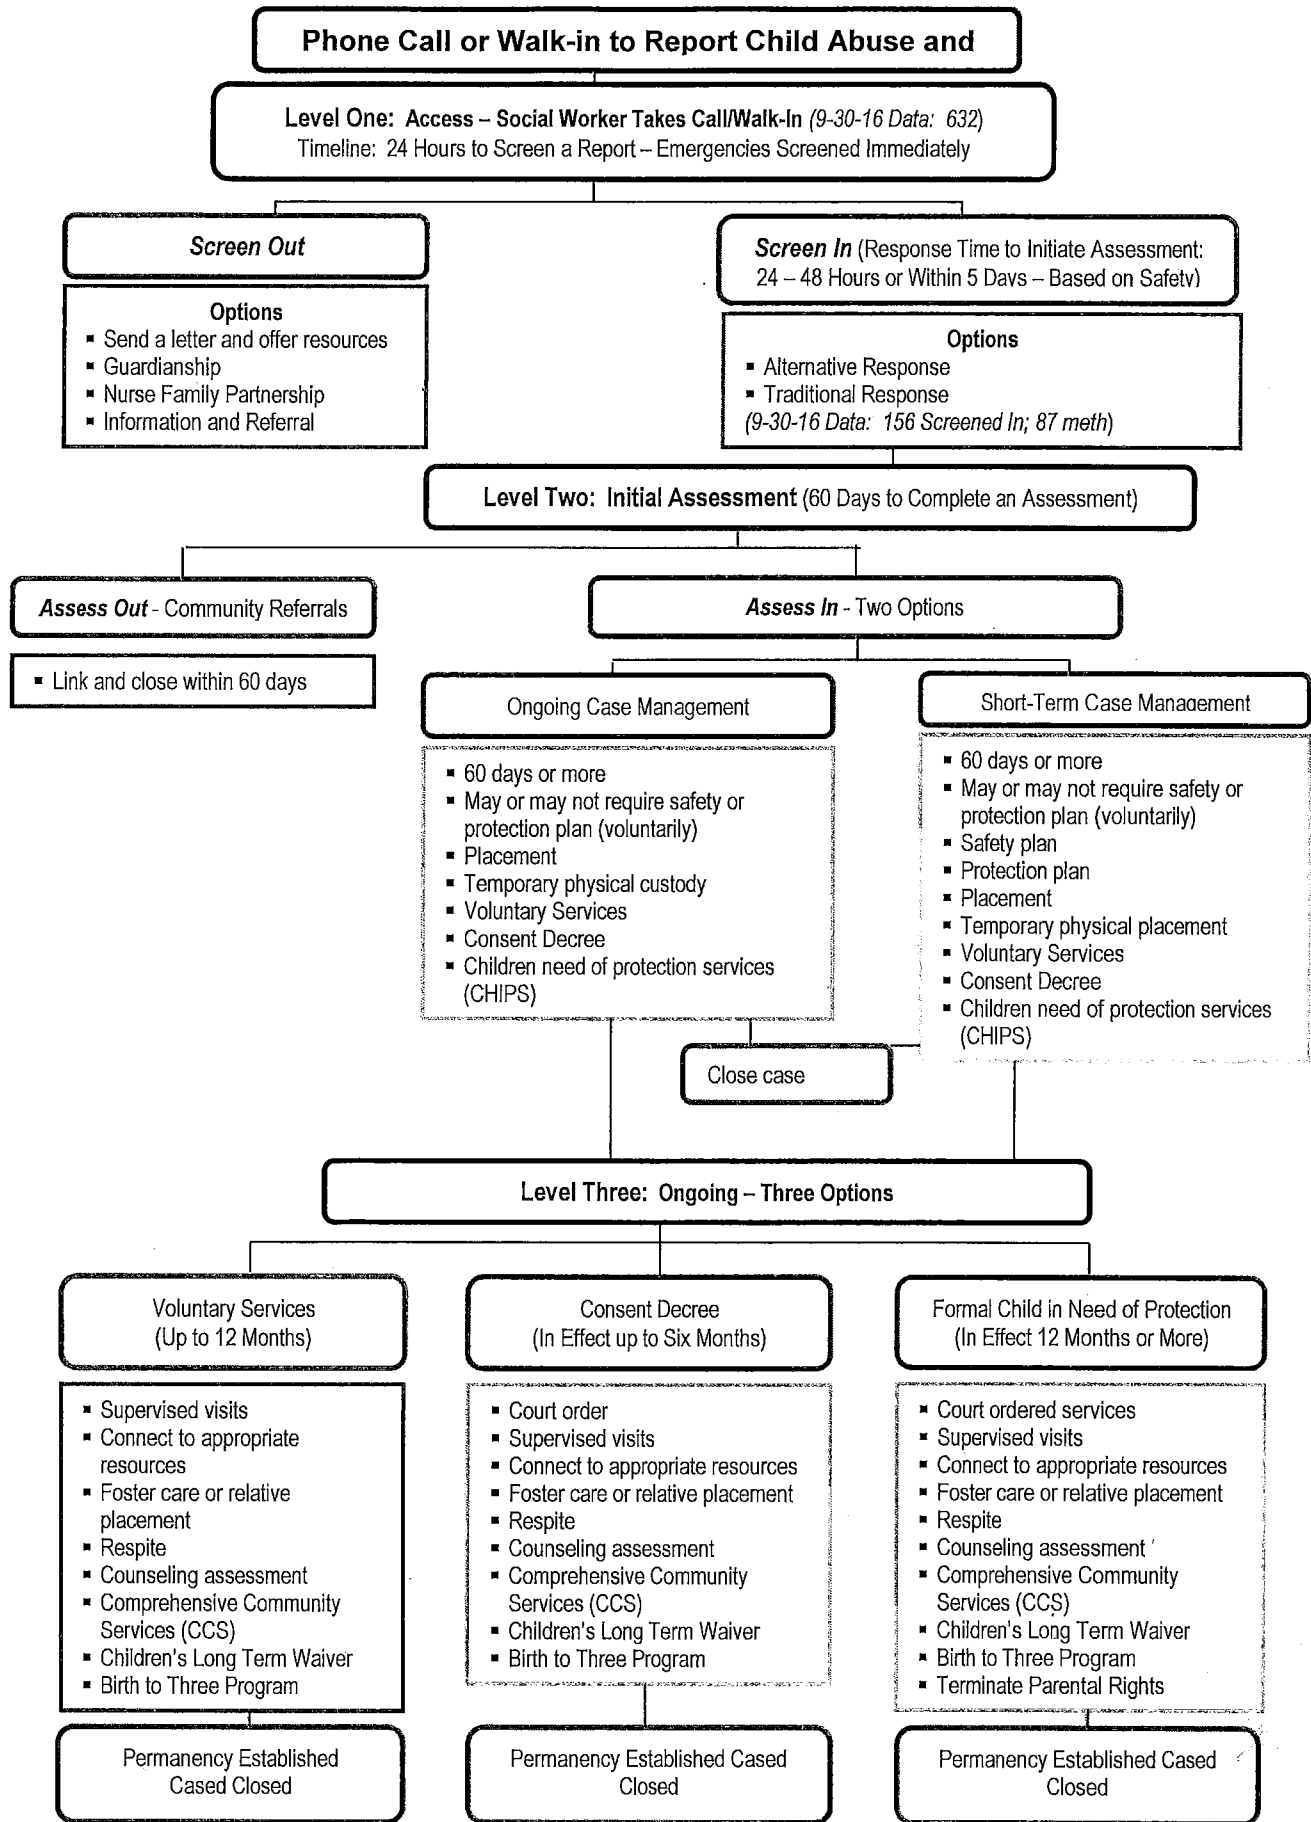 Phone Call or Walk-in to Report Child Abuse and
Level One: Access – Social Worker Takes Call/Walk-In (9-30-16 Data: 632)
Timeline: 24 Hours to Screen a Report – Emergencies Screened Immediately
Screen Out
Options
▪ Send a letter and offer resources
▪ Guardianship
▪ Nurse Family Partnership
▪ Information and Referral
Screen In (Response Time to Initiate Assessment:
24 – 48 Hours or Within 5 Days – Based on Safety)
Options
▪ Alternative Response
▪ Traditional Response
(9-30-16 Data: 156 Screened In; 87 meth)
Level Two: Initial Assessment (60 Days to Complete an Assessment)
Assess Out - Community Referrals
▪ Link and close within 60 days
Assess In - Two Options
Ongoing Case Management
▪ 60 days or more
▪ May or may not require safety or
protection plan (voluntarily)
▪ Placement
▪ Temporary physical custody
▪ Voluntary Services
▪ Consent Decree
▪ Children need of protection services
(CHIPS)
Short-Term Case Management
▪ 60 days or more
▪ May or may not require safety or
protection plan (voluntarily)
▪ Safety plan
▪ Protection plan
▪ Placement
▪ Temporary physical placement
▪ Voluntary Services
▪ Consent Decree
▪ Children need of protection services
(CHIPS)
Close case
Level Three: Ongoing – Three Options
Voluntary Services
(Up to 12 Months)
▪ Supervised visits
▪ Connect to appropriate
resources
▪ Foster care or relative
placement
▪ Respite
▪ Counseling assessment
▪ Comprehensive Community
Services (CCS)
▪ Children's Long Term Waiver
▪ Birth to Three Program
Permanency Established
Cased Closed
Consent Decree
(In Effect up to Six Months)
▪ Court order
▪ Supervised visits
▪ Connect to appropriate resources
▪ Foster care or relative placement
▪ Respite
▪ Counseling assessment
▪ Comprehensive Community
Services (CCS)
▪ Children's Long Term Waiver
▪ Birth to Three Program
Permanency Established Cased
Closed
Formal Child in Need of Protection
(In Effect 12 Months or More)
▪ Court ordered services
▪ Supervised visits
▪ Connect to appropriate resources
▪ Foster care or relative placement
▪ Respite
▪ Counseling assessment
▪ Comprehensive Community
Services (CCS)
▪ Children's Long Term Waiver
▪ Birth to Three Program
▪ Terminate Parental Rights
Permanency Established Cased
Closed